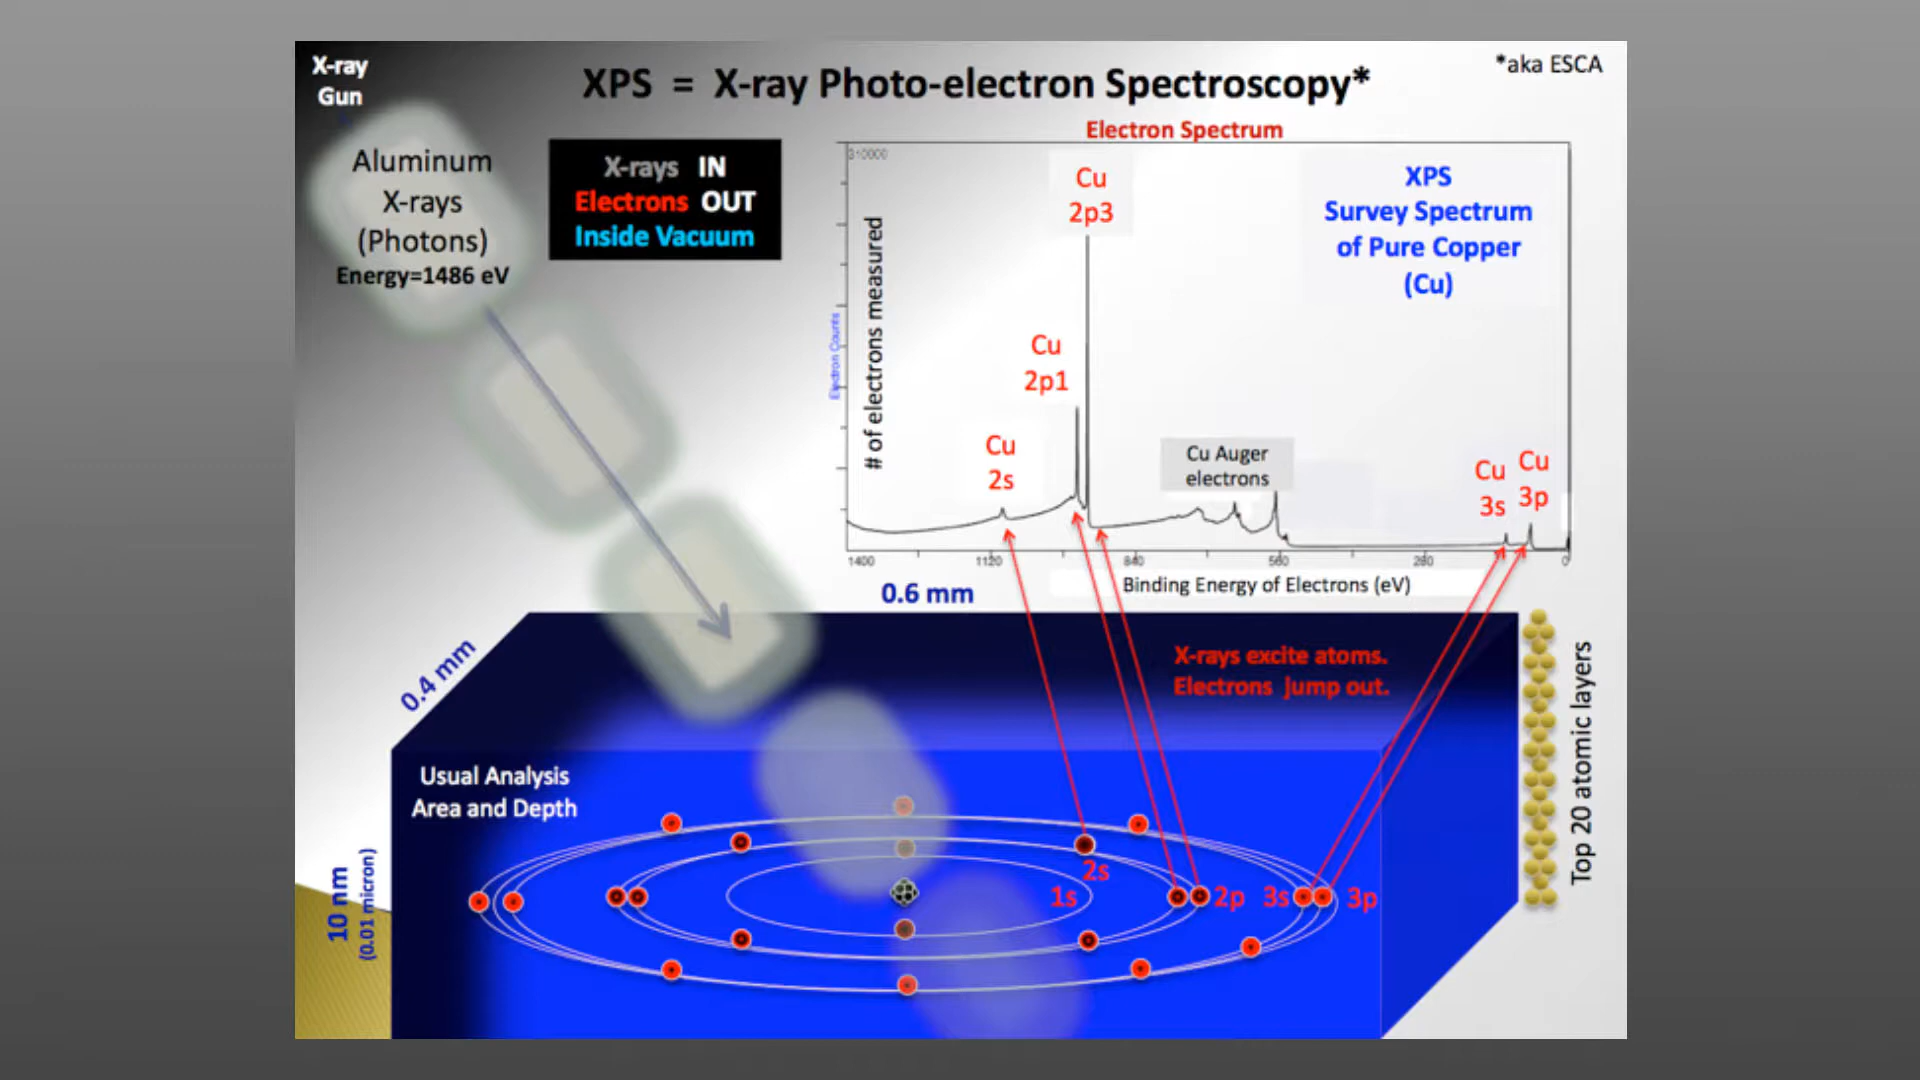 X-ray
Gun
XPS = X-ray Photo-electron Spectroscopy*
*aka ESCA
Aluminum
X-rays
(Photons)
Energy=1486 eV
X-rays IN
Electrons OUT
Inside Vacuum
Electron Spectrum
Cu
2p3
XPS
Survey Spectrum
of Pure Copper
(Cu)
Electron Counts
# of electrons measured
Cu
2p1
Cu
2s
Cu Auger
electrons
Cu
3s
Cu
3p
1400
1120
840
560
280
0
Binding Energy of Electrons (eV)
0.6 mm
0.4 mm
X-rays excite atoms.
Electrons jump out.
Top 20 atomic layers
Usual Analysis
Area and Depth
10 nm
(0.01 micron)
1s
2s
2p
3s
3p